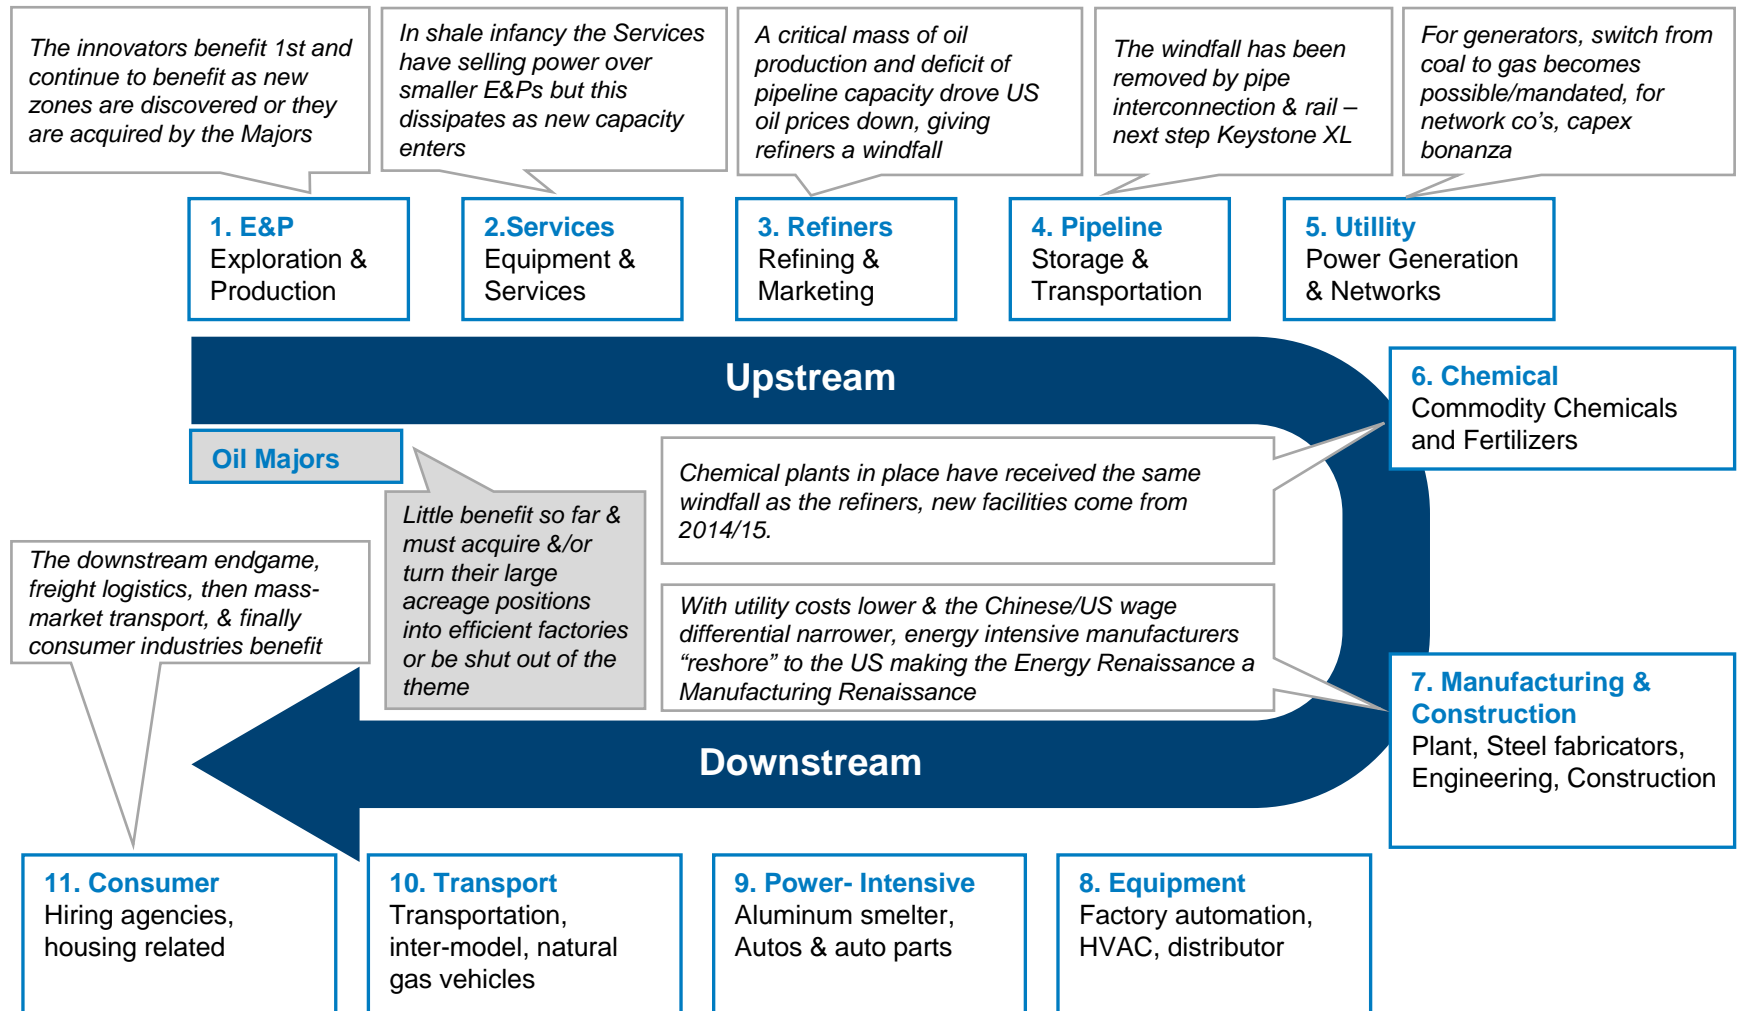 The innovators benefit 1st and
continue to benefit as new
zones are discovered or they
are acquired by the Majors
In shale infancy the Services
have selling power over
smaller E&Ps but this
dissipates as new capacity
enters
A critical mass of oil
production and deficit of
pipeline capacity drove US
oil prices down, giving
refiners a windfall
The windfall has been
removed by pipe
interconnection & rail –
next step Keystone XL
For generators, switch from
coal to gas becomes
possible/mandated, for
network co's, capex
bonanza
1. E&P
Exploration &
Production
2.Services
Equipment &
Services
3. Refiners
Refining &
Marketing
4. Pipeline
Storage &
Transportation
5. Utillity
Power Generation
& Networks
Upstream
6. Chemical
Commodity Chemicals
and Fertilizers
Oil Majors
Chemical plants in place have received the same
windfall as the refiners, new facilities come from
2014/15.
Little benefit so far &
must acquire &/or
turn their large
acreage positions
into efficient factories
or be shut out of the
theme
The downstream endgame,
freight logistics, then mass-
market transport, & finally
consumer industries benefit
With utility costs lower & the Chinese/US wage
differential narrower, energy intensive manufacturers
“reshore” to the US making the Energy Renaissance a
Manufacturing Renaissance
7. Manufacturing &
Construction
Plant, Steel fabricators,
Engineering, Construction
Downstream
11. Consumer
Hiring agencies,
housing related
10. Transport
Transportation,
inter-model, natural
gas vehicles
9. Power- Intensive
Aluminum smelter,
Autos & auto parts
8. Equipment
Factory automation,
HVAC, distributor